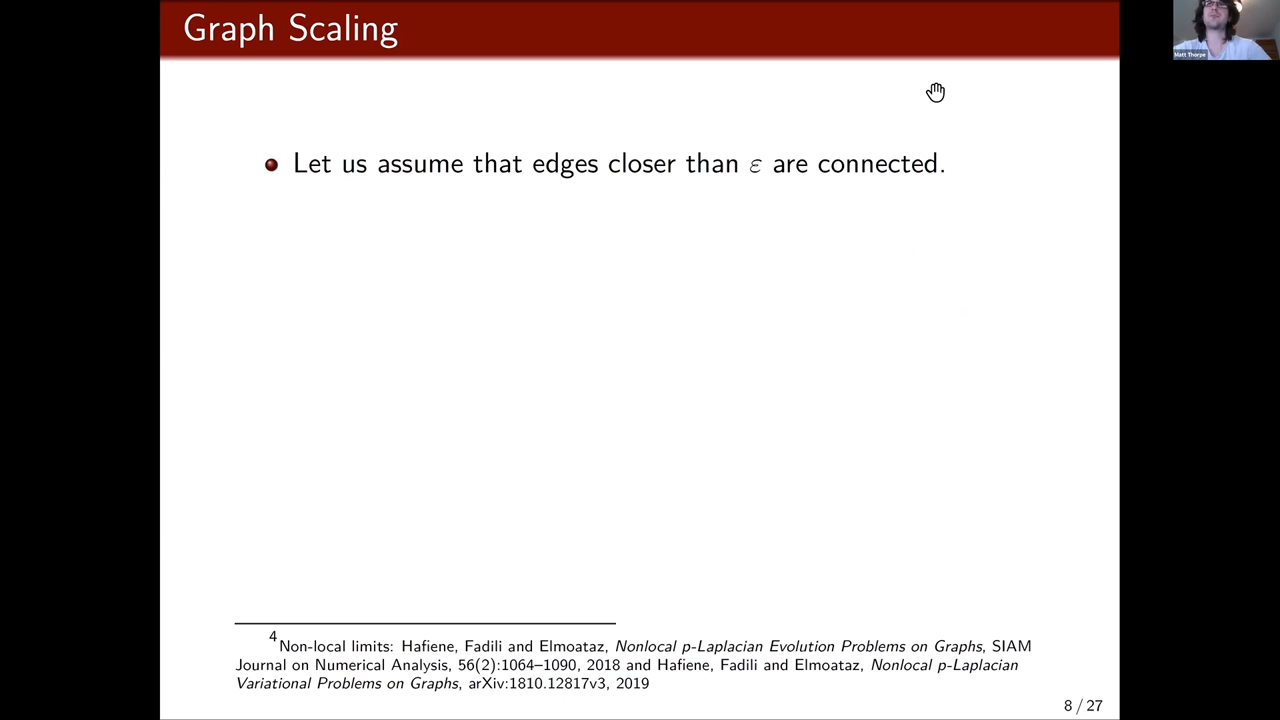 Graph Scaling
Matt Thorpe
Let us assume that edges closer than ε are connected.
4 Non-local limits: Hafiene, Fadili and Elmoataz, Nonlocal p-Laplacian Evolution Problems on Graphs, SIAM
Journal on Numerical Analysis, 56(2):1064–1090, 2018 and Hafiene, Fadili and Elmoataz, Nonlocal p-Laplacian
Variational Problems on Graphs, arXiv:1810.12817v3, 2019
8 / 27